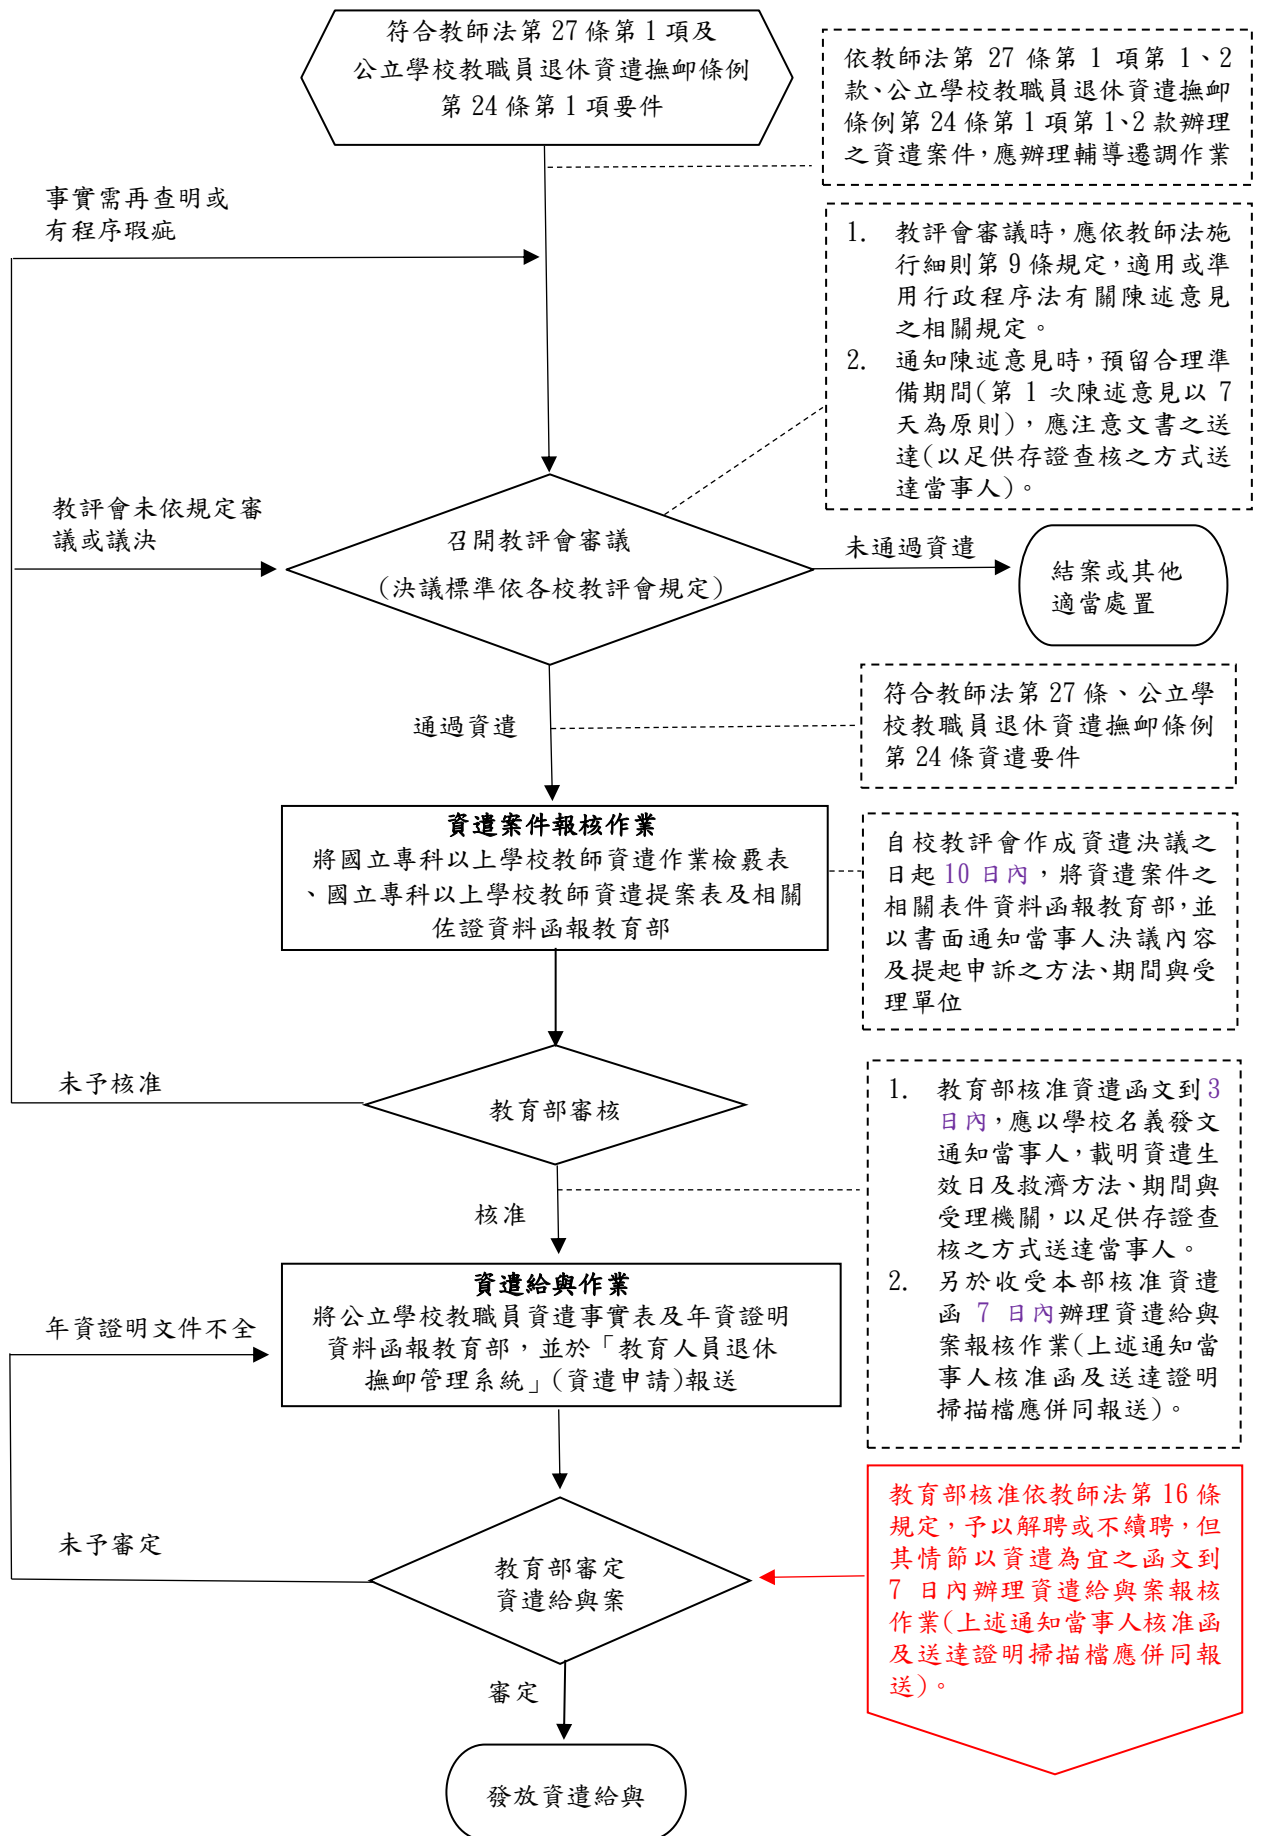 符合教師法第 27 條第 1 項及
公立學校教職員退休資遣撫卹條例
第 24 條第 1 項要件
依教師法第 27 條第 1 項第 1、2
款、公立學校教職員退休資遣撫卹
條例第 24 條第 1 項第 1、2 款辦理
之資遣案件，應辦理輔導遷調作業
事實需再查明或
有程序瑕疵
1. 教評會審議時，應依教師法施
行細則第 9 條規定，適用或準
用行政程序法有關陳述意見
之相關規定。
2. 通知陳述意見時，預留合理準
備期間(第 1 次陳述意見以 7
天為原則)，應注意文書之送
達(以足供存證查核之方式送
達當事人)。
教評會未依規定審
議或議決
召開教評會審議
(決議標準依各校教評會規定)
未通過資遣
結案或其他
適當處置
通過資遣
符合教師法第 27 條、公立學
校教職員退休資遣撫卹條例
第 24 條資遣要件
資遣案件報核作業
將國立專科以上學校教師資遣作業檢覈表
、國立專科以上學校教師資遣提案表及相關
佐證資料函報教育部
自校教評會作成資遣決議之
日起 10 日內，將資遣案件之
相關表件資料函報教育部，並
以書面通知當事人決議內容
及提起申訴之方法、期間與受
理單位
未予核准
教育部審核
核准
1. 教育部核准資遣函文到 3
日內，應以學校名義發文
通知當事人，載明資遣生
效日及救濟方法、期間與
受理機關，以足供存證查
核之方式送達當事人。
2. 另於收受本部核准資遣
函 7 日內辦理資遣給與
案報核作業(上述通知當
事人核准函及送達證明
掃描檔應併同報送)。
資遣給與作業
將公立學校教職員資遣事實表及年資證明
資料函報教育部，並於「教育人員退休
撫卹管理系統」(資遣申請)報送
年資證明文件不全
未予審定
教育部審定
資遣給與案
教育部核准依教師法第 16 條
規定，予以解聘或不續聘，但
其情節以資遣為宜之函文到
7 日內辦理資遣給與案報核
作業(上述通知當事人核准函
及送達證明掃描檔應併同報
送)。
審定
發放資遣給與